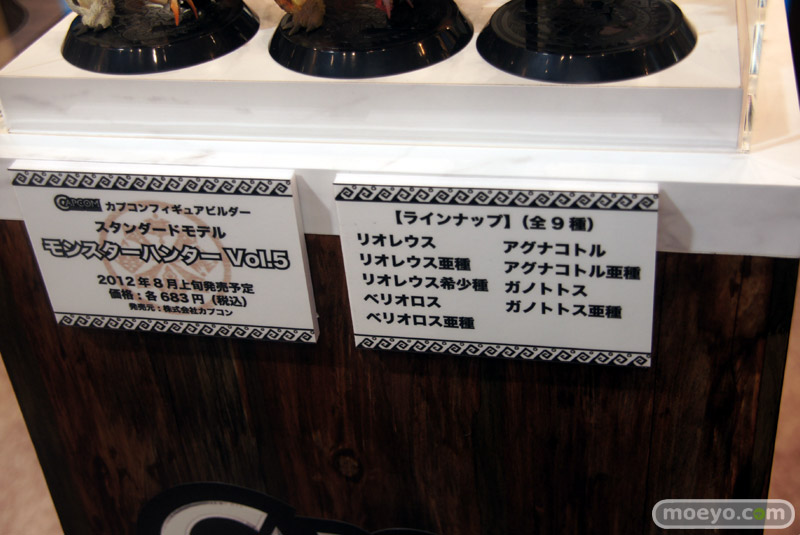 CAPCOM カプコンフィギュアビルダー
スタンダードモデル
モンスターハンター Vol.5
2012年8月上旬発売予定
価格：各683円（税込）
発売元：株式会社カプコン
【ラインナップ】（全9種）
リオレウス
リオレウス亜種
リオレウス希少種
ベリオロス
ベリオロス亜種
アグナコトル
アグナコトル亜種
ガノトトス
ガノトトス亜種
moeyo.com